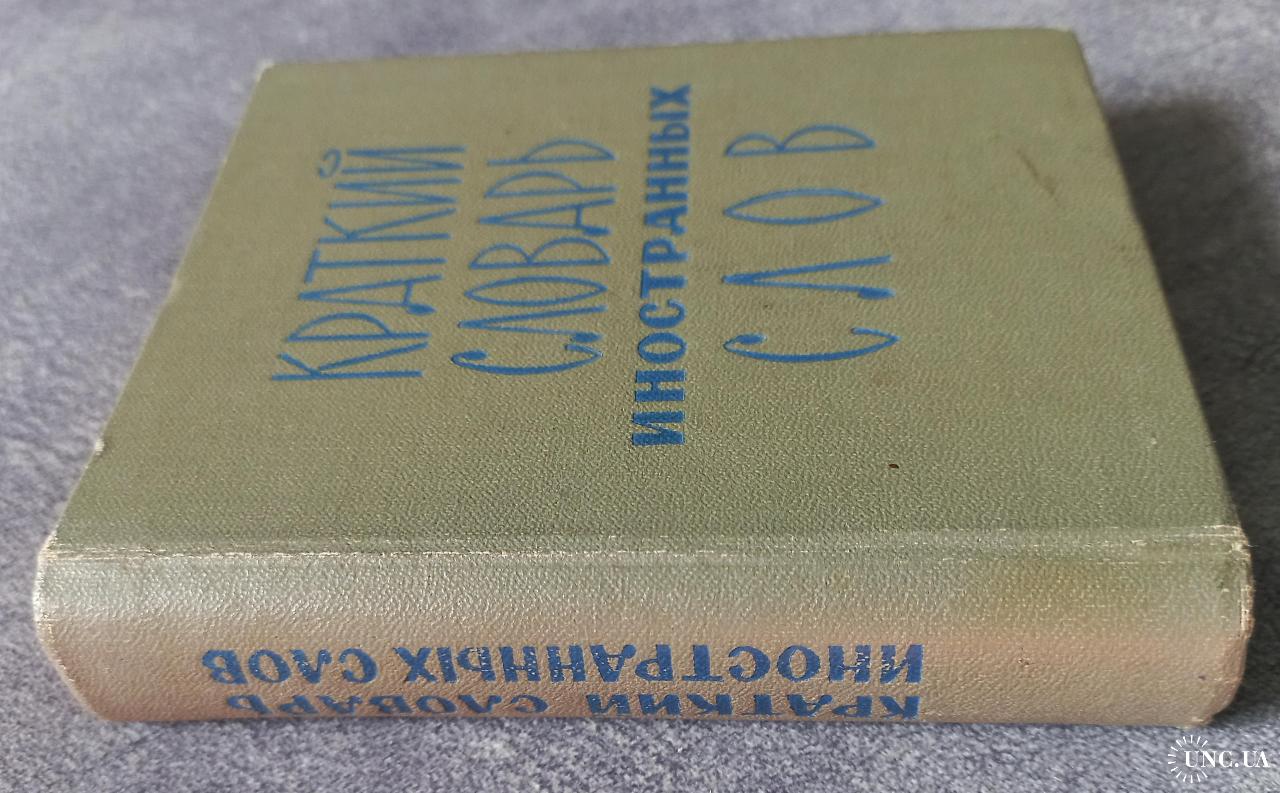 КРАТКИЙ
СЛОВАРЬ
ИНОСТРАННЫХ
СЛОВ
КРАТКИЙ СЛОВАРЬ
ИНОСТРАННЫХ СЛОВ
UNC.UA